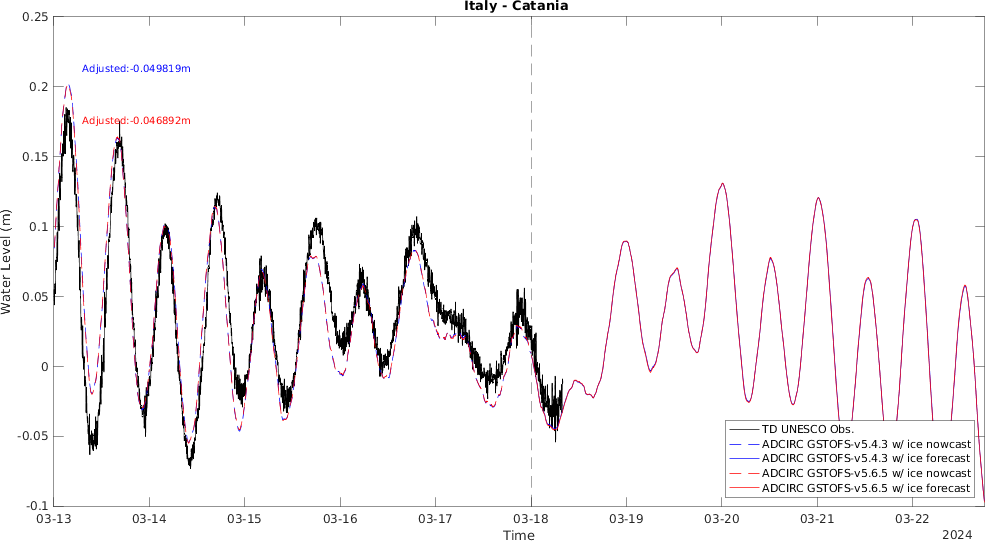 Italy - Catania
0.25
0.2
0.15
0.1
0.05
0
-0.05
-0.1
Water Level (m)
Adjusted:-0.049819m
Adjusted:-0.046892m
TD UNESCO Obs.
ADCIRC GSTOFS-v5.4.3 w/ ice nowcast
ADCIRC GSTOFS-v5.4.3 w/ ice forecast
ADCIRC GSTOFS-v5.6.5 w/ ice nowcast
ADCIRC GSTOFS-v5.6.5 w/ ice forecast
03-13 03-14 03-15 03-16 03-17 03-18 03-19 03-20 03-21 03-22
Time
2024